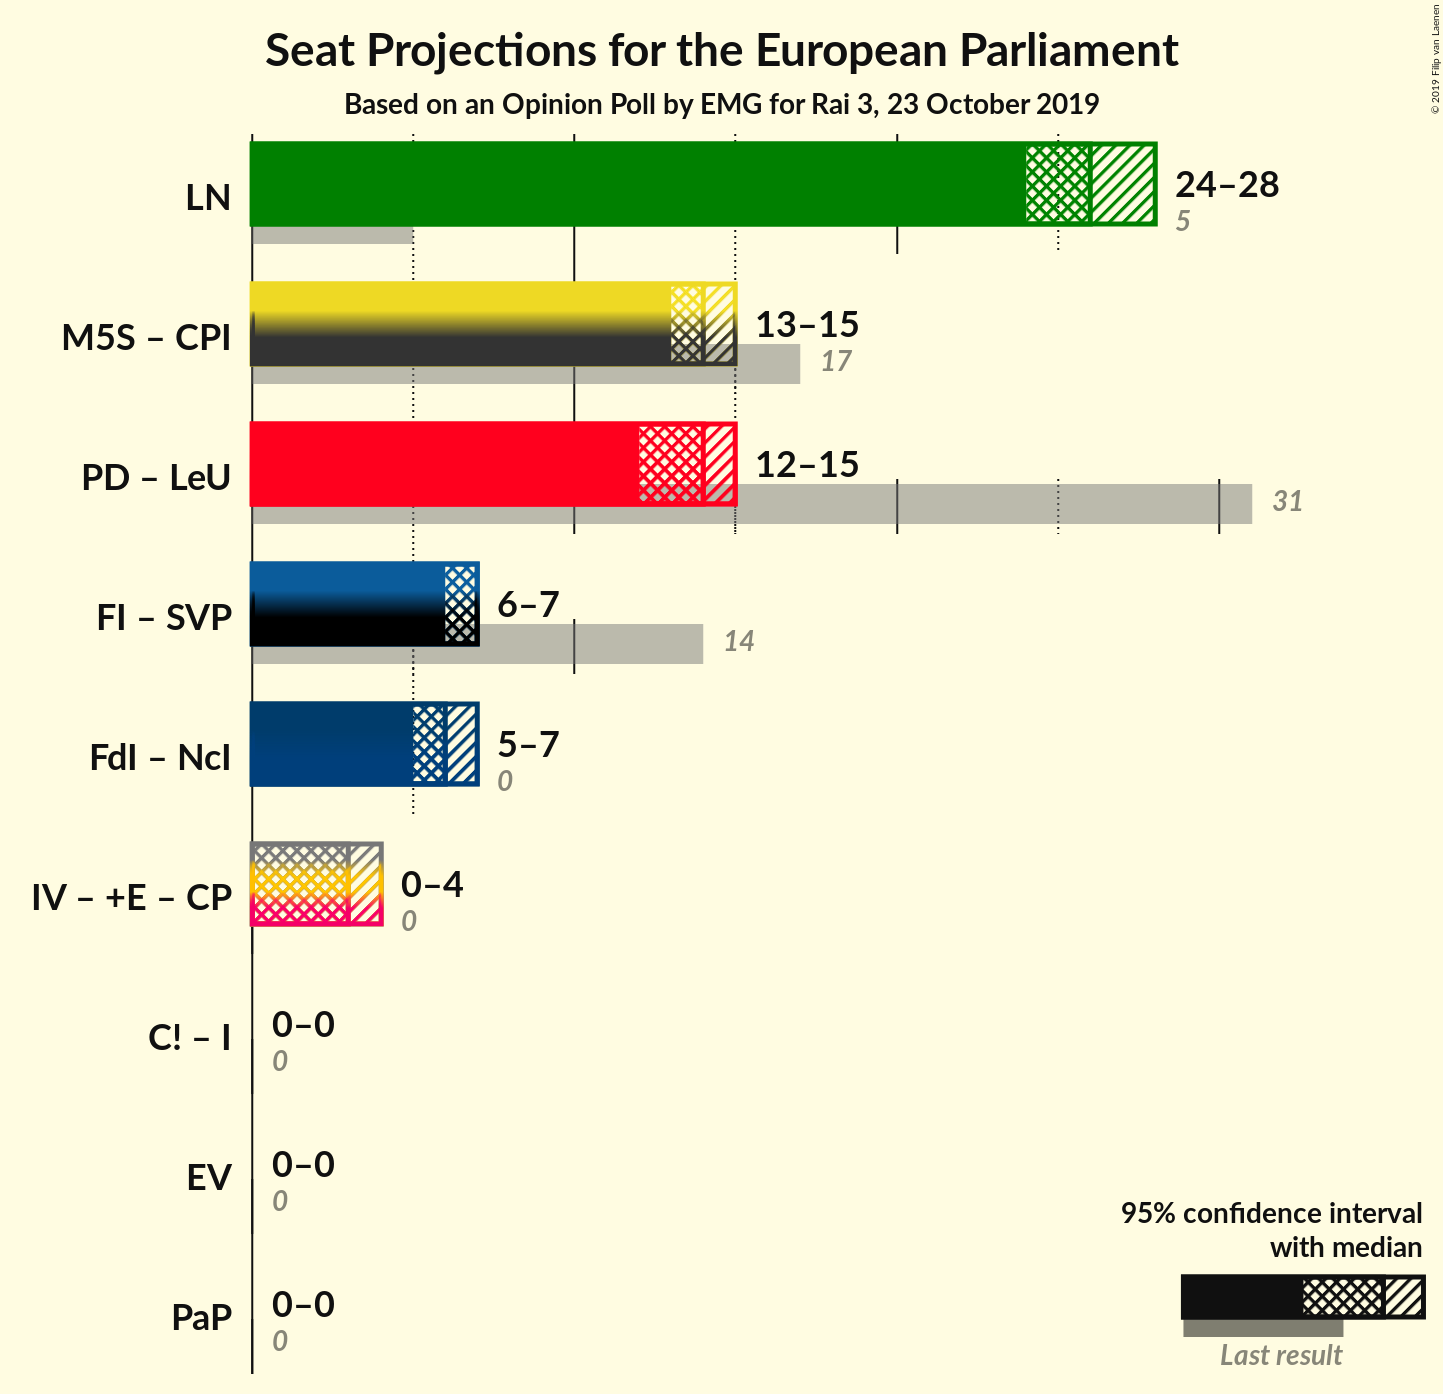 Seat Projections for the European Parliament
Based on an Opinion Poll by EMG for Rai 3, 23 October 2019
© 2019 Filip van Laenen
LN
24–28
5
M5S – CPI
13–15
17
PD – LeU
12–15
31
FI – SVP
6–7
14
FdI – NcI
5–7
0
IV – +E – CP
0–4
0
C! – I
0–0
0
EV
0–0
0
PaP
0–0
0
95% confidence interval
with median
Last result